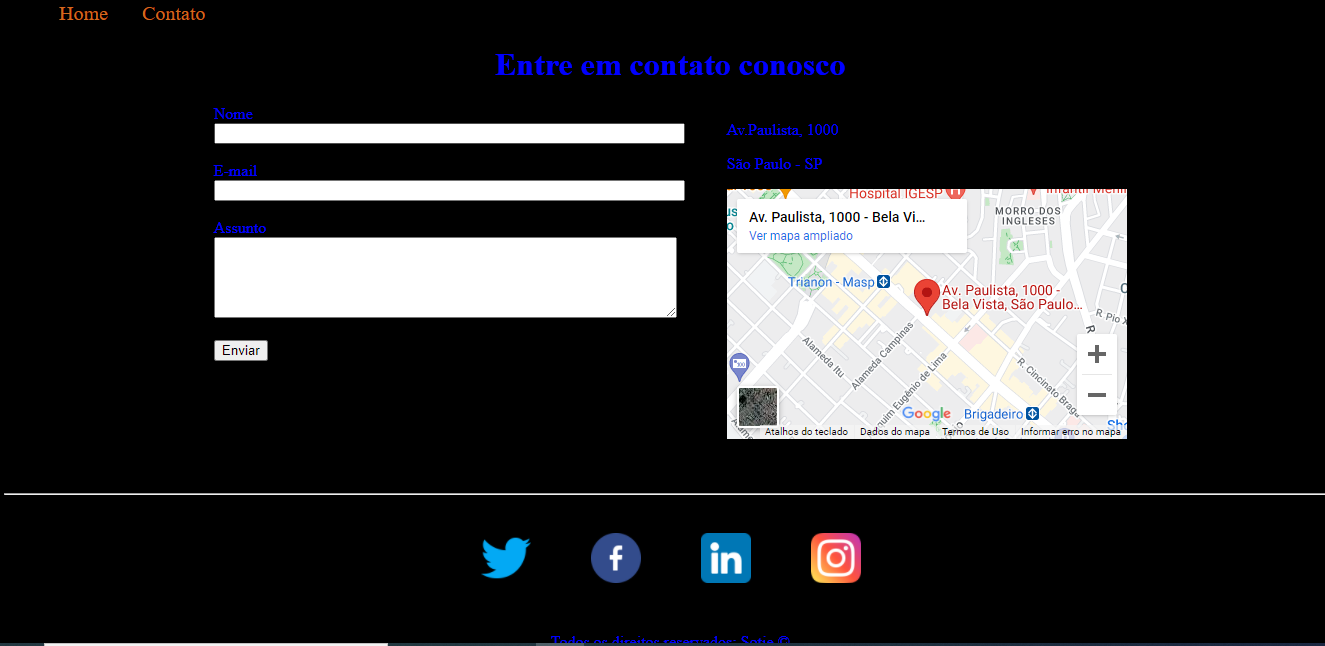 Home Contato
Entre em contato conosco
Nome
E-mail
Assunto
Enviar
Av.Paulista, 1000
São Paulo - SP
Hospital IGESP
Av. Paulista, 1000 - Bela Vi...
Ver mapa ampliado
MORRO DOS
INGLESES
Trianon - Masp
Av. Paulista, 1000 -
Bela Vista, São Paulo...
R. Pio X
Alameda Itu
Alameda Campinas
Eugênio de Lima
R. Cincinato Braga
Google
Brigadeiro
Atalhos do teclado Dados do mapa Termos de Uso Informar erro no mapa
in
Todos os direitos reservados: Sotie ©